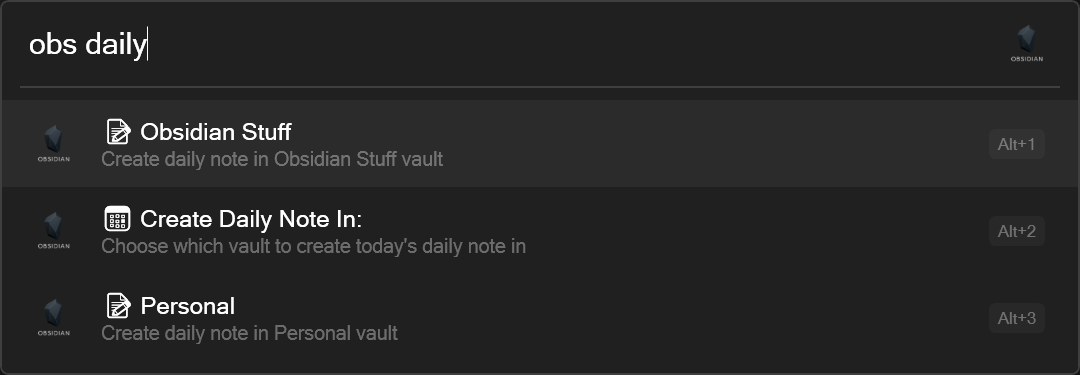 obs daily
OBSIDIAN
Obsidian Stuff
Create daily note in Obsidian Stuff vault
OBSIDIAN
Alt+1
Create Daily Note In:
Choose which vault to create today's daily note in
OBSIDIAN
Alt+2
Personal
Create daily note in Personal vault
OBSIDIAN
Alt+3